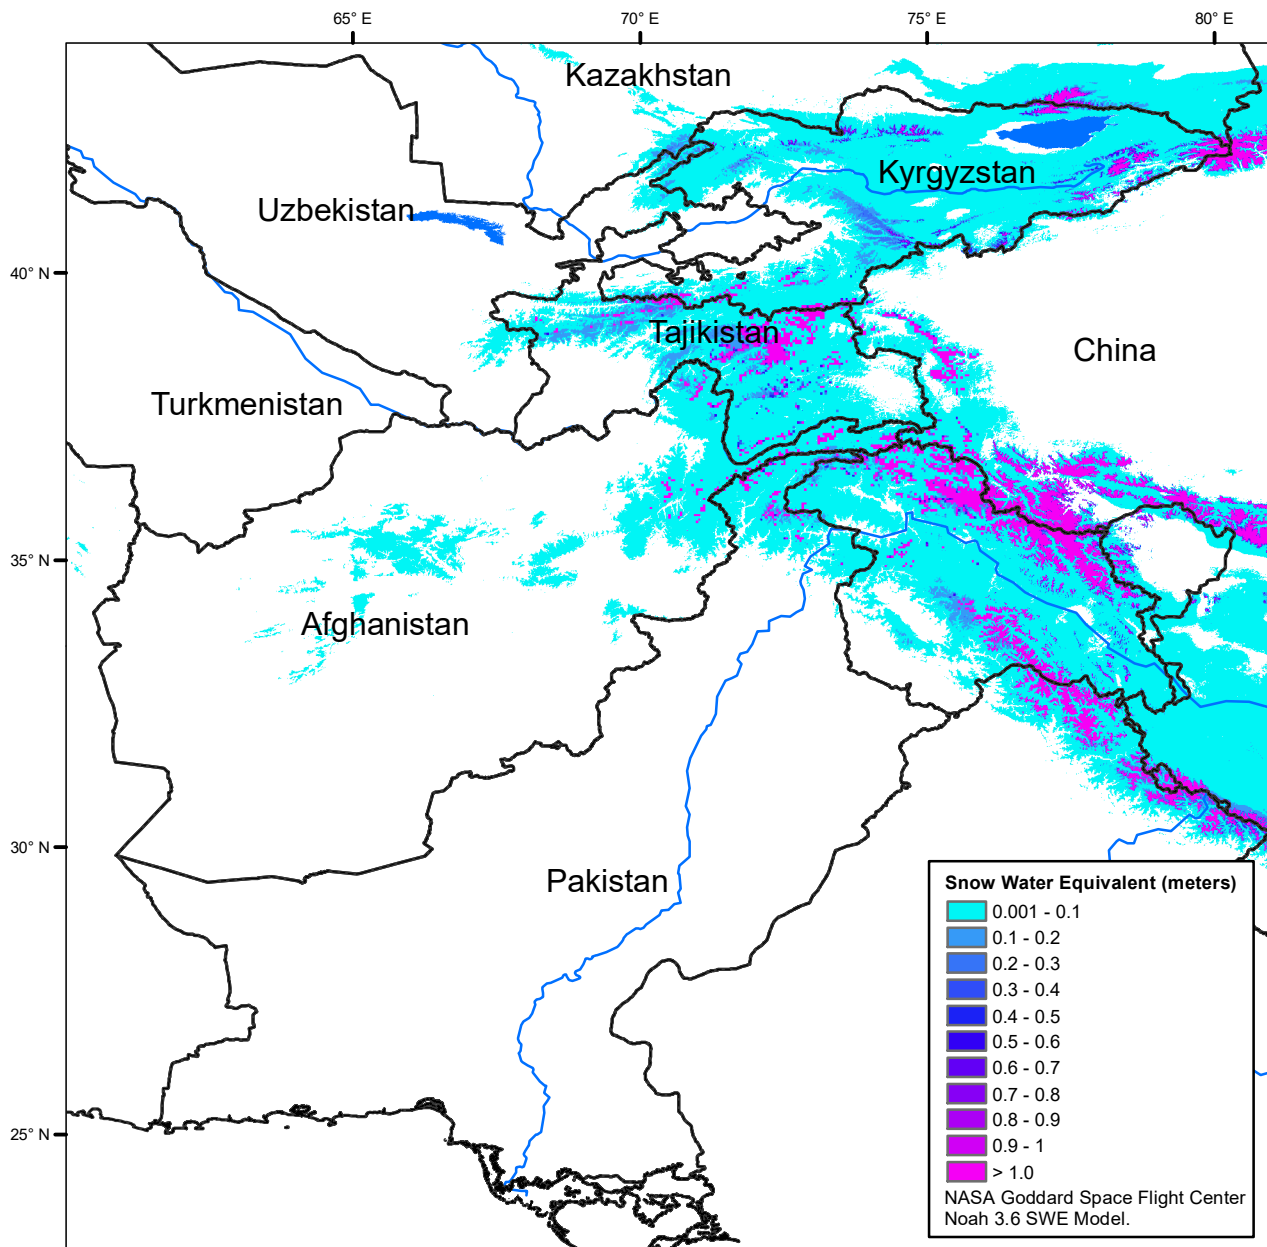 65° E
70° E
75° E
80° E
Kazakhstan
Kyrgyzstan
Uzbekistan
40° N
Tajikistan
China
Turkmenistan
35° N
Afghanistan
30° N
Pakistan
Snow Water Equivalent (meters)
0.001 - 0.1
0.1 - 0.2
0.2 - 0.3
0.3 - 0.4
0.4 - 0.5
0.5 - 0.6
0.6 - 0.7
0.7 - 0.8
0.8 - 0.9
0.9 - 1
> 1.0
25° N
NASA Goddard Space Flight Center
Noah 3.6 SWE Model.